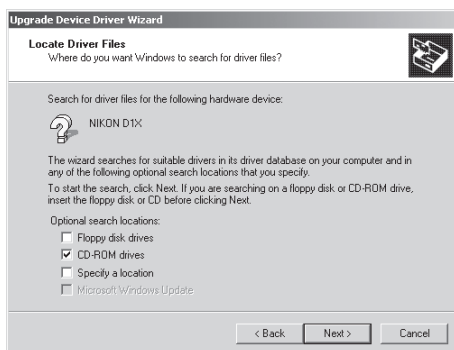 Upgrade Device Driver Wizard
Locate Driver Files
Where do you want Windows to search for driver files?
Search for driver files for the following hardware device:
NIKON D1X
The wizard searches for suitable drivers in its driver database on your computer and in
any of the following optional search locations that you specify.
To start the search, click Next. If you are searching on a floppy disk or CD-ROM drive,
insert the floppy disk or CD before clicking Next.
Optional search locations:
Floppy disk drives
CD-ROM drives
Specify a location
Microsoft Windows Update
< Back
Next >
Cancel